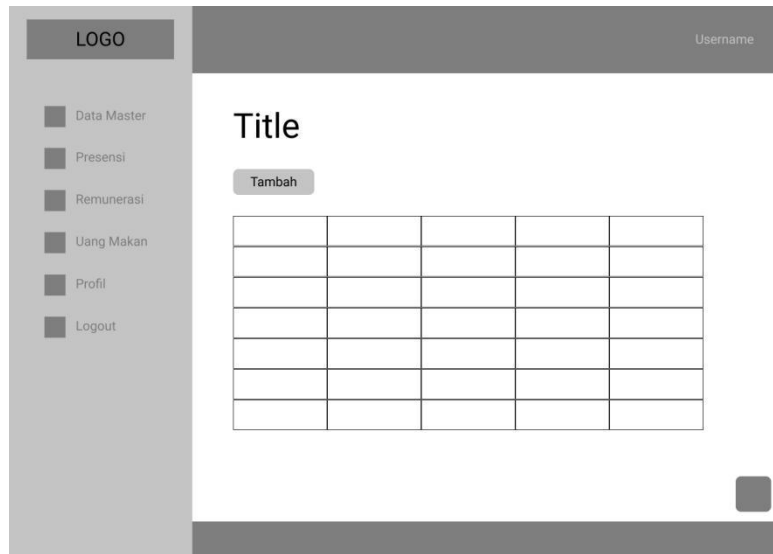 LOGO
Username
Data Master
Presensi
Remunerasi
Uang Makan
Profil
Logout
Title
Tambah